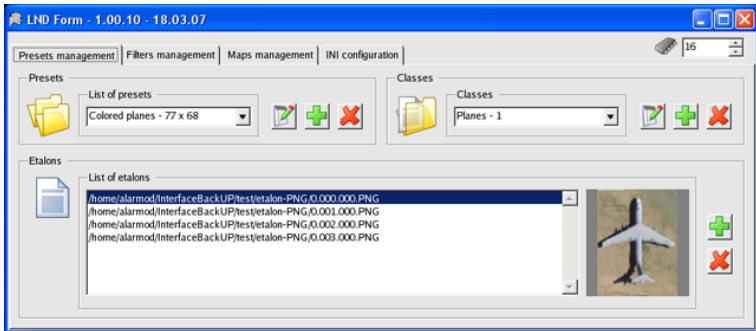 LND Form - 1.00.10 - 18.03.07
Presets management Filters management Maps management INI configuration 16
Presets
List of presets
Colored planes - 77 x 68
Classes
Classes
Planes - 1
Etalons
List of etalons
/home/alarmod/InterfaceBackUP/test/etalon-PNG/0.000.000.PNG
/home/alarmod/InterfaceBackUP/test/etalon-PNG/0.001.000.PNG
/home/alarmod/InterfaceBackUP/test/etalon-PNG/0.002.000.PNG
/home/alarmod/InterfaceBackUP/test/etalon-PNG/0.003.000.PNG